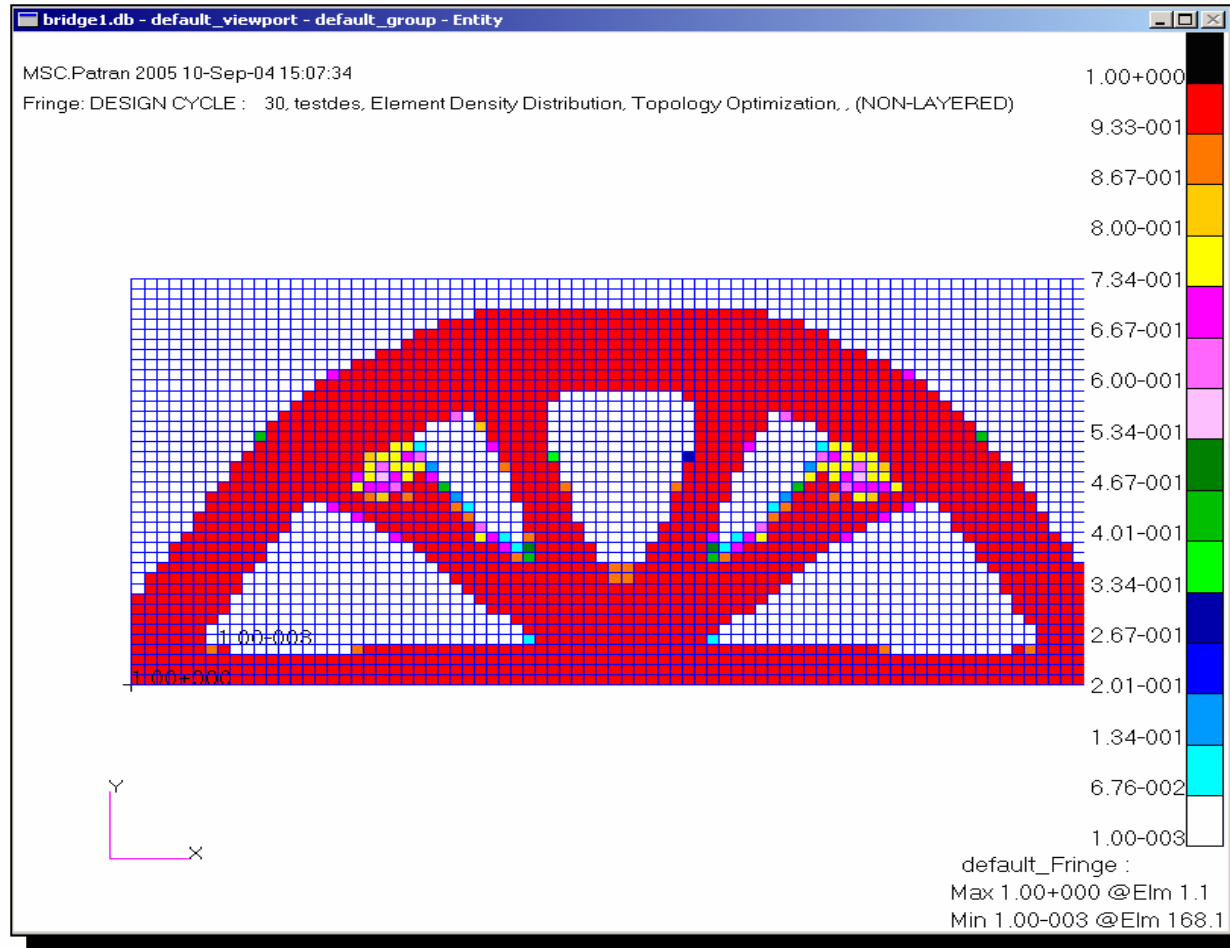 bridge1.db - default_viewport - default_group - Entity
MSC.Patran 2005 10-Sep-04 15:07:34
Fringe: DESIGN CYCLE : 30, testdes, Element Density Distribution, Topology Optimization, , (NON-LAYERED)
1.00+000
9.33-001
8.67-001
8.00-001
7.34-001
6.67-001
6.00-001
5.34-001
4.67-001
4.01-001
3.34-001
2.67-001
2.01-001
1.34-001
6.76-002
1.00-003
1.00-003
1.00+000
Y
X
default_Fringe :
Max 1.00+000 @Elm 1.1
Min 1.00-003 @Elm 168.1